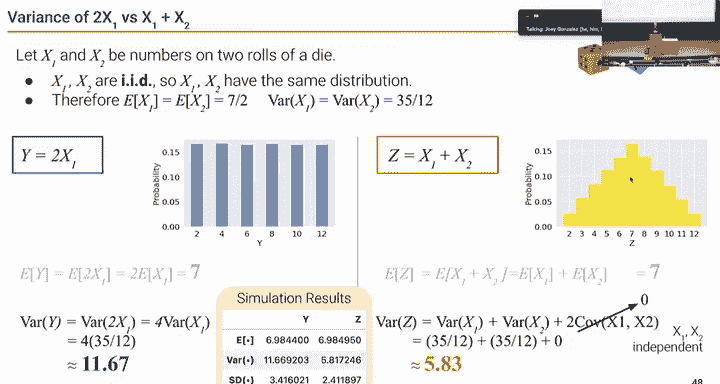 Variance of 2X₁ vs X₁ + X₂
Talking: Joey Gonzalez [he, him,
Let X₁ and X₂ be numbers on two rolls of a die.
● X₁, X₂ are i.i.d., so X₁, X₂ have the same distribution.
● Therefore E[X₁] = E[X₂] = 7/2 Var(X₁) = Var(X₂) = 35/12
Y = 2X₁
Probability
0.15
0.10
0.05
0.00
2 4 6 8 10 12
Y
E[Y] = E[2X₁] = 2E[X₁] = 7
Var(Y) = Var(2X₁) = 4Var(X₁)
= 4(35/12)
≈ 11.67
Simulation Results
Y Z
E[•] 6.984400 6.984950
Var(•) 11.669203 5.817246
SD(•) 3.416021 2.411897
Z = X₁ + X₂
Probability
0.15
0.10
0.05
0.00
2 3 4 5 6 7 8 9 10 11 12
Z
E[Z] = E[X₁ + X₂] = E[X₁] + E[X₂] = 7
0
Var(Z) = Var(X₁) + Var(X₂) + 2Cov(X1, X2)
= (35/12) + (35/12) + 0
≈ 5.83
X₁, X₂
independent
48